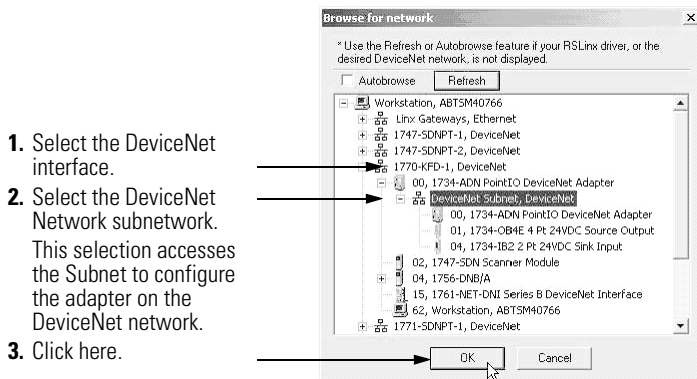 1. Select the DeviceNet
interface.
2. Select the DeviceNet
Network subnetwork.
This selection accesses
the Subnet to configure
the adapter on the
DeviceNet network.
3. Click here.
Browse for network
* Use the Refresh or Autobrowse feature if your RSLinx driver, or the
desired DeviceNet network, is not displayed.
Autobrowse Refresh
Workstation, ABTSM40766
Linx Gateways, Ethernet
1747-SDNPT-1, DeviceNet
1747-SDNPT-2, DeviceNet
1770-KFD-1, DeviceNet
00, 1734-ADN PointIO DeviceNet Adapter
DeviceNet Subnet, DeviceNet
00, 1734-ADN PointIO DeviceNet Adapter
01, 1734-OB4E 4 Pt 24VDC Source Output
04, 1734-IB2 2 Pt 24VDC Sink Input
02, 1747-SDN Scanner Module
04, 1756-DNB/A
15, 1761-NET-DNI Series B DeviceNet Interface
62, Workstation, ABTSM40766
1771-SDNPT-1, DeviceNet
OK Cancel